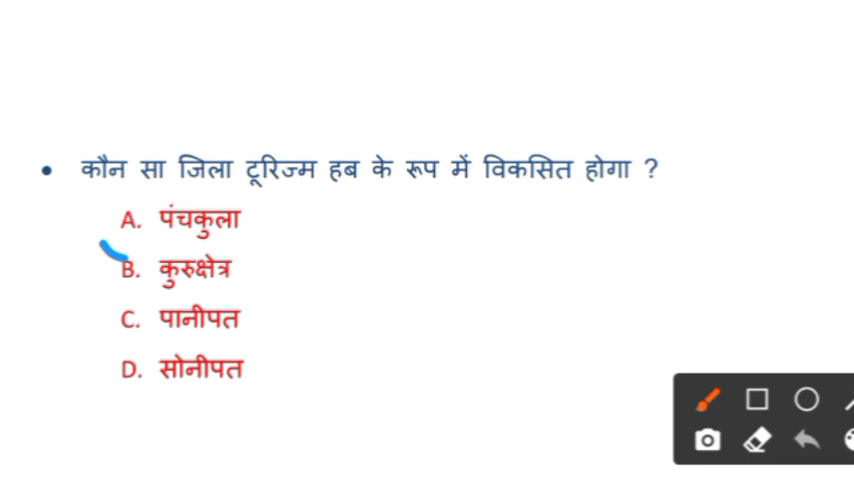 • कौन सा जिला टूरिज्म हब के रूप में विकसित होगा ?
A. पंचकुला
B. कुरुक्षेत्र
C. पानीपत
D. सोनीपत